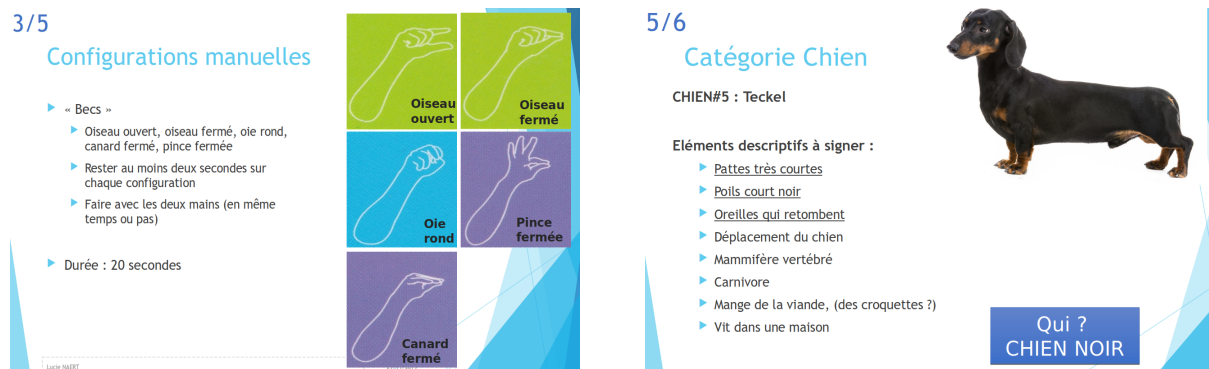 3/5
Configurations manuelles
« Becs »
Oiseau ouvert, oiseau fermé, oie rond,
canard fermé, pince fermée
Rester au moins deux secondes sur
chaque configuration
Faire avec les deux mains (en même
temps ou pas)
Durée : 20 secondes
Oiseau
ouvert
Oiseau
fermé
Oie
rond
Pince
fermée
Canard
fermé
Lucie NAERT
5/6
Catégorie Chien
CHIEN#5 : Teckel
Eléments descriptifs à signer :
Pattes très courtes
Poils court noir
Oreilles qui retombent
Déplacement du chien
Mammifère vertébré
Carnivore
Mange de la viande, (des croquettes ?)
Vit dans une maison
Qui ?
CHIEN NOIR